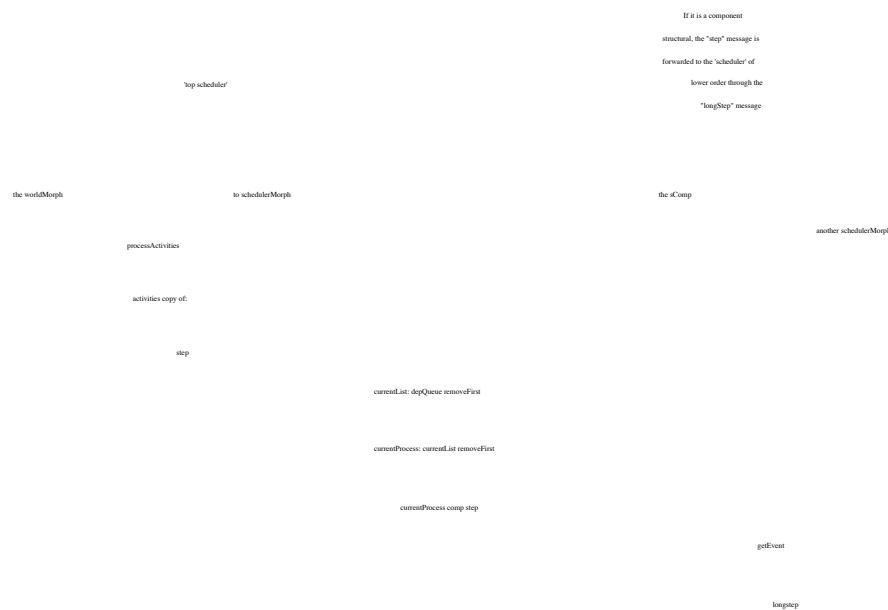 If it is a component
structural, the "step" message is
forwarded to the 'scheduler' of
lower order through the
"longStep" message
'top scheduler'
the worldMorph
to schedulerMorph
the sComp
another schedulerMorph
processActivities
activities copy of:
step
currentList: depQueue removeFirst
currentProcess: currentList removeFirst
currentProcess comp step
getEvent
longstep